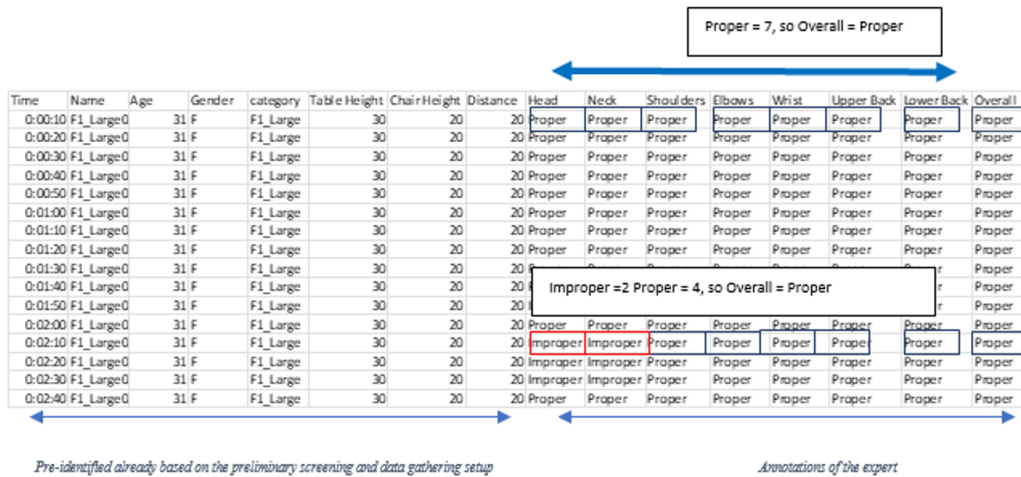 Proper = 7, so Overall = Proper
Time Name Age Gender category Table Height Chair Height Distance Head Neck Shoulders Elbows Wrist Upper Back Lower Back Overall
0:00:10 F1_Large0 31 F F1_Large 30 20 20 Proper Proper Proper Proper Proper Proper Proper Proper
0:00:20 F1_Large0 31 F F1_Large 30 20 20 Proper Proper Proper Proper Proper Proper Proper Proper
0:00:30 F1_Large0 31 F F1_Large 30 20 20 Proper Proper Proper Proper Proper Proper Proper Proper
0:00:40 F1_Large0 31 F F1_Large 30 20 20 Proper Proper Proper Proper Proper Proper Proper Proper
0:00:50 F1_Large0 31 F F1_Large 30 20 20 Proper Proper Proper Proper Proper Proper Proper Proper
0:01:00 F1_Large0 31 F F1_Large 30 20 20 Proper Proper Proper Proper Proper Proper Proper Proper
0:01:10 F1_Large0 31 F F1_Large 30 20 20 Proper Proper Proper Proper Proper Proper Proper Proper
0:01:20 F1_Large0 31 F F1_Large 30 20 20 Proper Proper Proper Proper Proper Proper Proper Proper
0:01:30 F1_Large0 31 F F1_Large 30 20 20
0:01:40 F1_Large0 31 F F1_Large 30 20 20
Improper =2 Proper = 4, so Overall = Proper
0:01:50 F1_Large0 31 F F1_Large 30 20 20
0:02:00 F1_Large0 31 F F1_Large 30 20 20 Proper Proper Proper Proper Proper Proper Proper Proper
0:02:10 F1_Large0 31 F F1_Large 30 20 20 Improper Improper Proper Proper Proper Proper Proper Proper
0:02:20 F1_Large0 31 F F1_Large 30 20 20 Improper Improper Proper Proper Proper Proper Proper Proper
0:02:30 F1_Large0 31 F F1_Large 30 20 20 Improper Improper Proper Proper Proper Proper Proper Proper
0:02:40 F1_Large0 31 F F1_Large 30 20 20 Proper Proper Proper Proper Proper Proper Proper Proper
Pre-identified already based on the preliminary screening and data gathering setup
Annotations of the expert